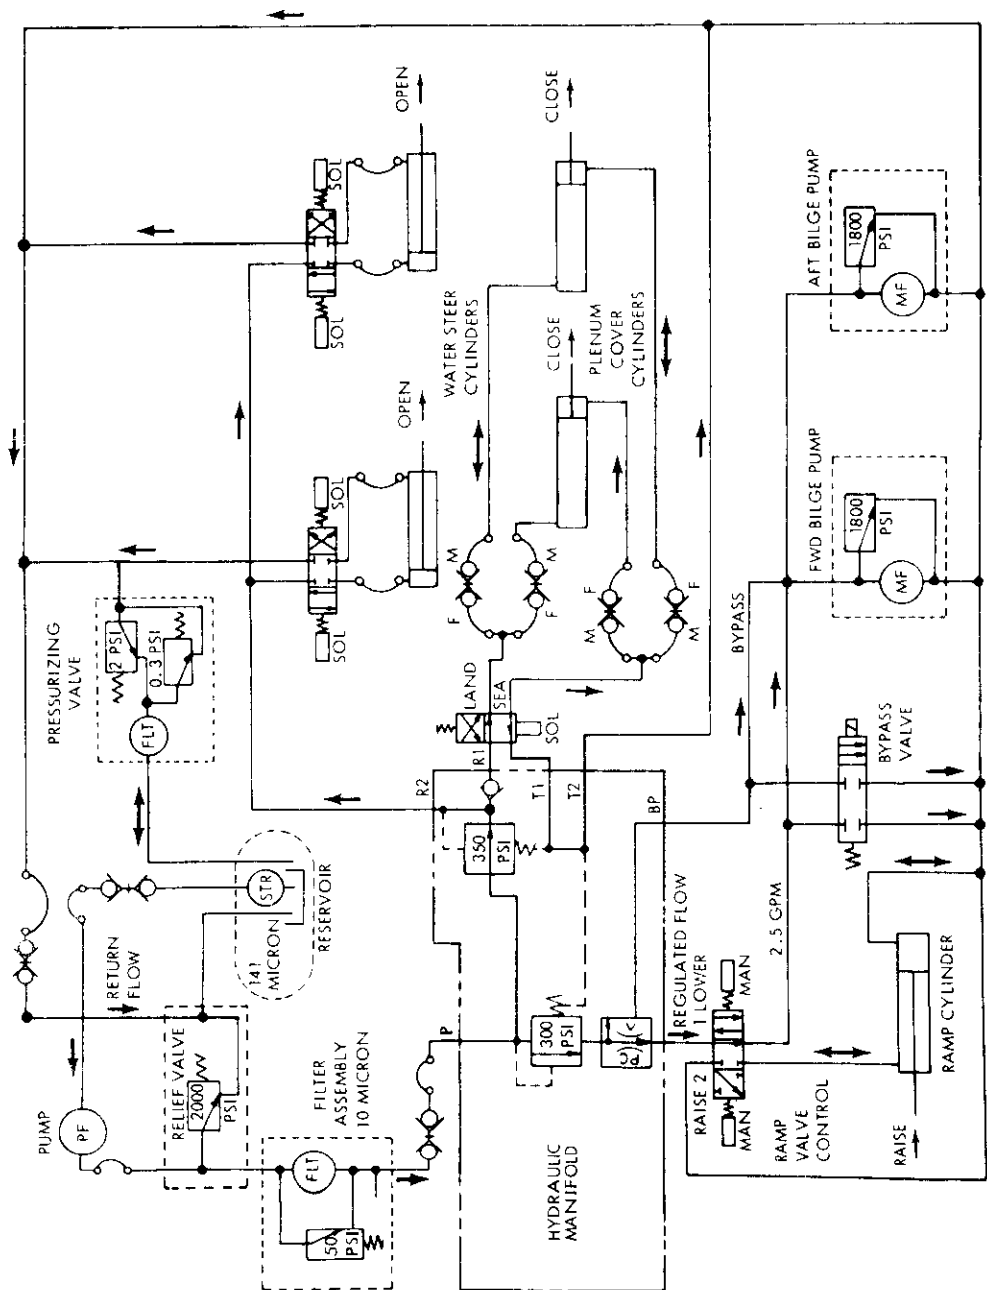 PUMP
PF
RELIEF VALVE
2000
PSI
FILTER
ASSEMBLY
10 MICRON
FLT
50
PSI
RETURN
FLOW
141
MICRON
STR
RESERVOIR
PRESSURIZING
VALVE
2 PSI
0.3 PSI
FLT
SOL
SOL
OPEN
SOL
SOL
OPEN
WATER STEER
CYLINDERS
CLOSE
CLOSE
PLENUM
COVER
CYLINDERS
F
M
F
M
M
F
M
F
LAND
SEA
SOL
R1
R2
T1
T2
BP
P
350
PSI
300
PSI
HYDRAULIC
MANIFOLD
REGULATED FLOW
1 LOWER
RAISE 2
MAN
MAN
RAMP
VALVE
CONTROL
RAISE
RAMP CYLINDER
2.5 GPM
BYPASS
BYPASS
VALVE
FWD BILGE PUMP
1800
PSI
MF
AFT BILGE PUMP
1800
PSI
MF